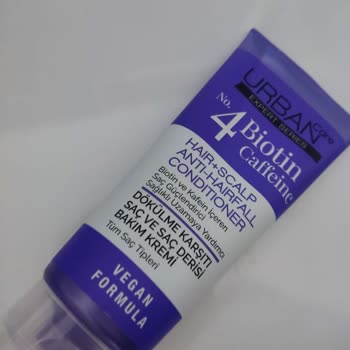 URBAN Care
EXPERT SERIES
No.
4 Biotin
Caffeine
HAIR+SCALP
ANTI-HAIRFALL
CONDITIONER
Biotin ve Kafein İçeren
Saç Güçlendirici
Sağlıklı Uzamaya Yardımcı
DÖKÜLME KARŞITI
SAÇ VE SAÇ DERİSİ
BAKIM KREMİ
Tüm Saç Tipleri
VEGAN
FORMULA